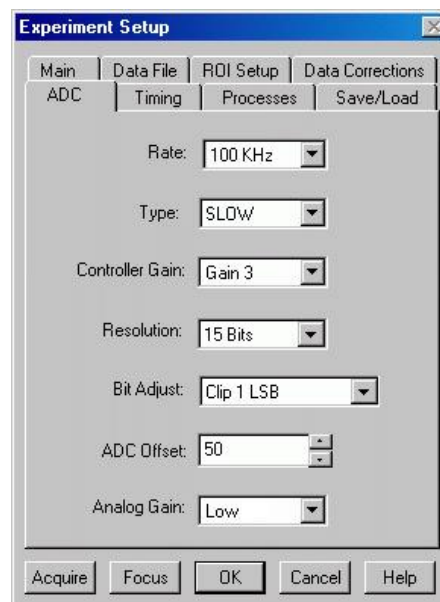 Experiment Setup
Main Data File ROI Setup Data Corrections
ADC Timing Processes Save/Load
Rate: 100 KHz
Type: SLOW
Controller Gain: Gain 3
Resolution: 15 Bits
Bit Adjust: Clip 1 LSB
ADC Offset: 50
Analog Gain: Low
Acquire Focus OK Cancel Help